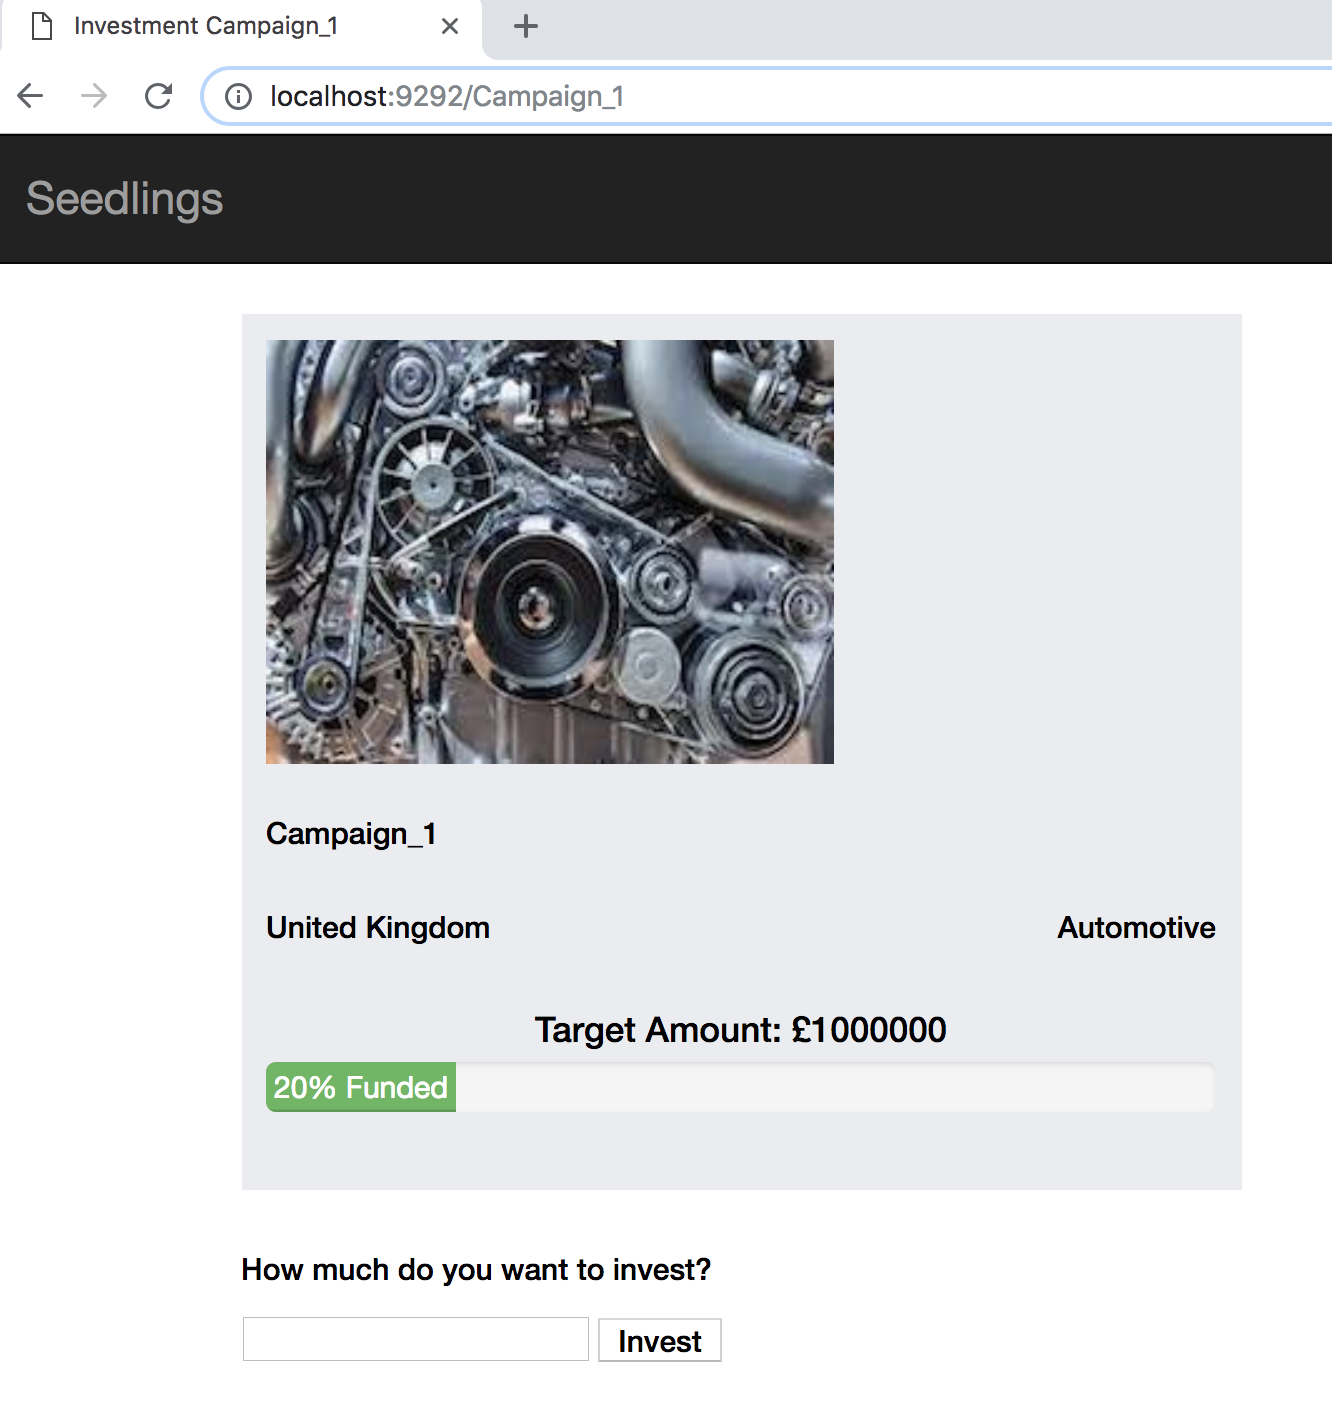 Investment Campaign_1
localhost:9292/Campaign_1
Seedlings
Campaign_1
United Kingdom Automotive
Target Amount: £1000000
20% Funded
How much do you want to invest?
Invest